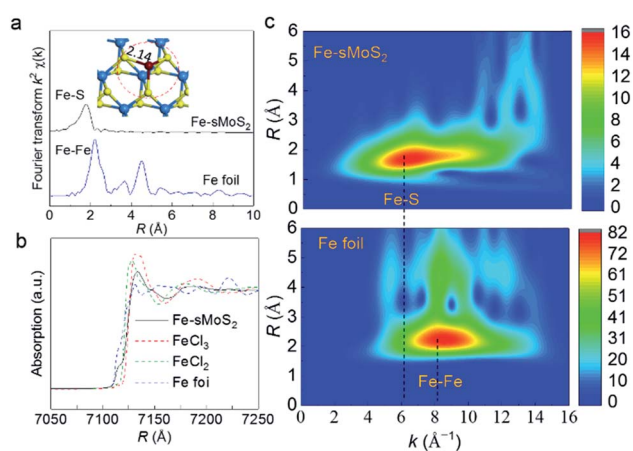 a
Fourier transform k² χ(k)
2.14
Fe-S
Fe-sMoS₂
Fe-Fe
Fe foil
0 2 4 6 8 10
R (Å)
b
Absorption (a.u.)
Fe-sMoS₂
FeCl₃
FeCl₂
Fe foi
7050 7100 7150 7200 7250
R (Å)
c
Fe-sMoS₂
R (Å)
6
5
4
3
2
1
0
Fe-S
16
14
12
10
8
6
4
2
0
Fe foil
R (Å)
6
5
4
3
2
1
0
Fe-Fe
0 2 4 6 8 10 12 14 16
k (Å⁻¹)
82
71
61
51
41
31
20
10
0